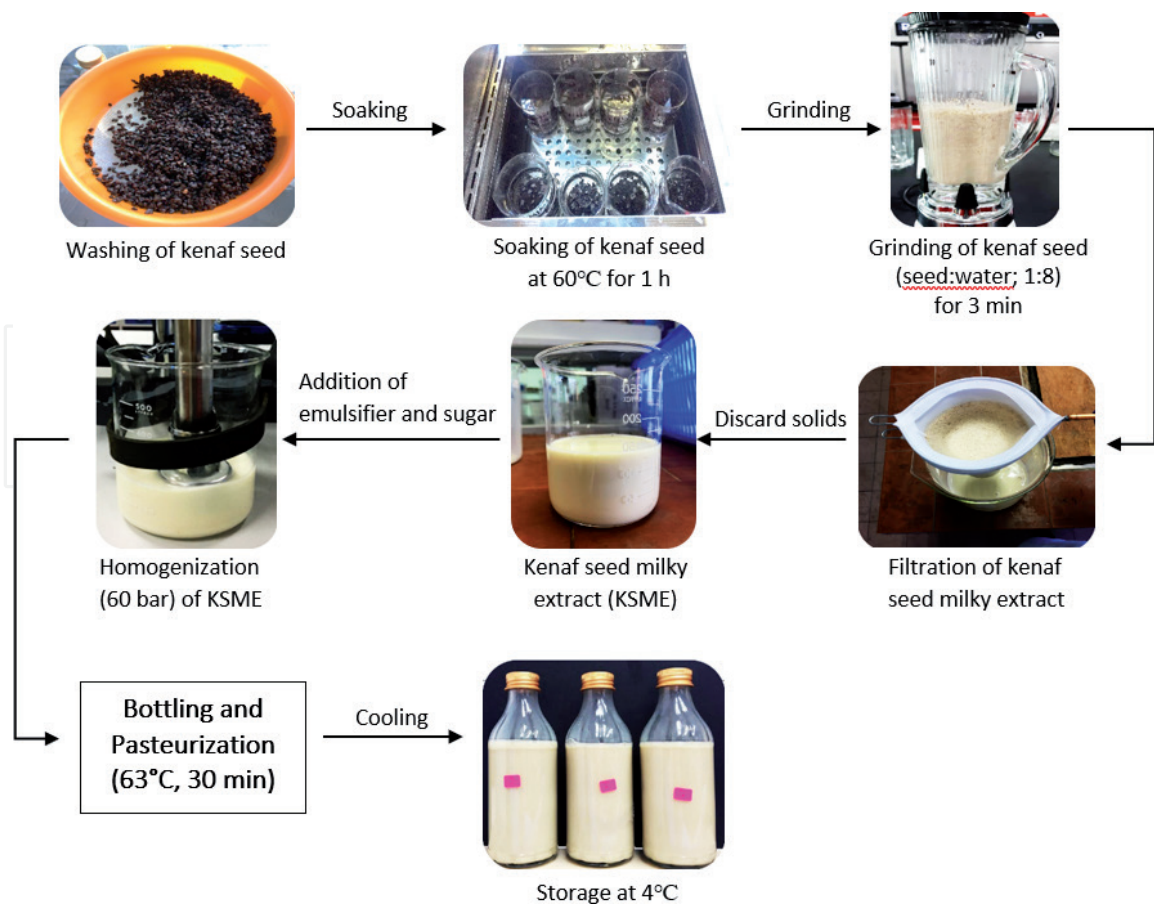 Soaking
Grinding
Washing of kenaf seed
Soaking of kenaf seed
at 60°C for 1 h
Grinding of kenaf seed
(seed:water; 1:8)
for 3 min
Addition of
emulsifier and sugar
Discard solids
500
250
200
Homogenization
(60 bar) of KSME
Kenaf seed milky
extract (KSME)
Filtration of kenaf
seed milky extract
Bottling and
Pasteurization
(63°C, 30 min)
Cooling
Storage at 4°C